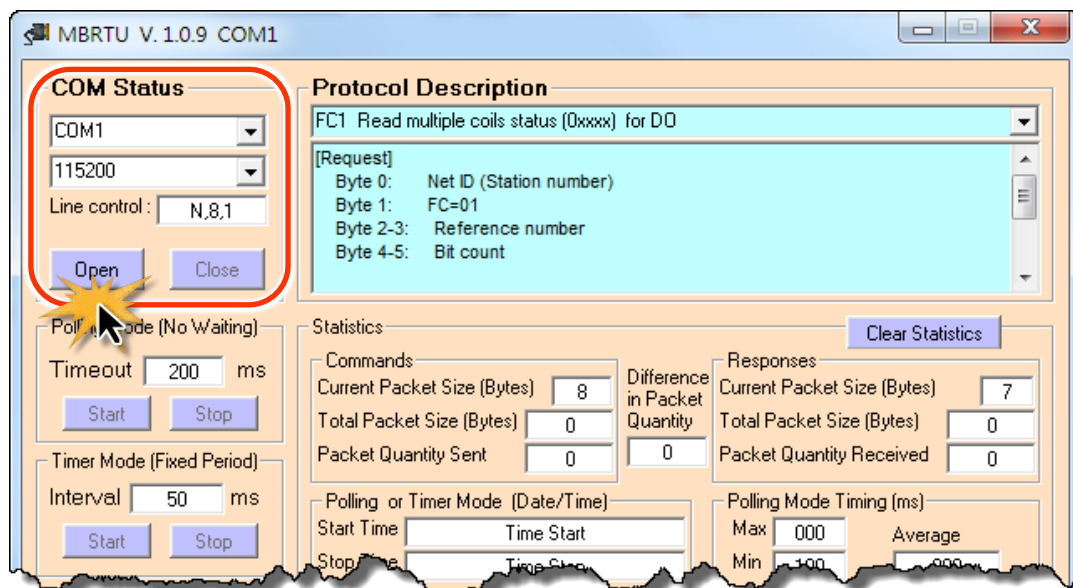 MBRTU V. 1.0.9 COM1
COM Status
COM1
115200
Line control : N,8,1
Open Close
Protocol Description
FC1 Read multiple coils status (0xxxx) for DO
[Request]
Byte 0: Net ID (Station number)
Byte 1: FC=01
Byte 2-3: Reference number
Byte 4-5: Bit count
(No Waiting)
Timeout 200 ms
Start Stop
Timer Mode (Fixed Period)
Interval 50 ms
Start Stop
Statistics
Clear Statistics
Commands
Current Packet Size (Bytes) 8
Total Packet Size (Bytes) 0
Packet Quantity Sent 0
Difference
in Packet
Quantity
0
Responses
Current Packet Size (Bytes) 7
Total Packet Size (Bytes) 0
Packet Quantity Received 0
Polling or Timer Mode (Date/Time)
Start Time Time Start
Stop Time
Polling Mode Timing (ms)
Max 000 Average
Min 100